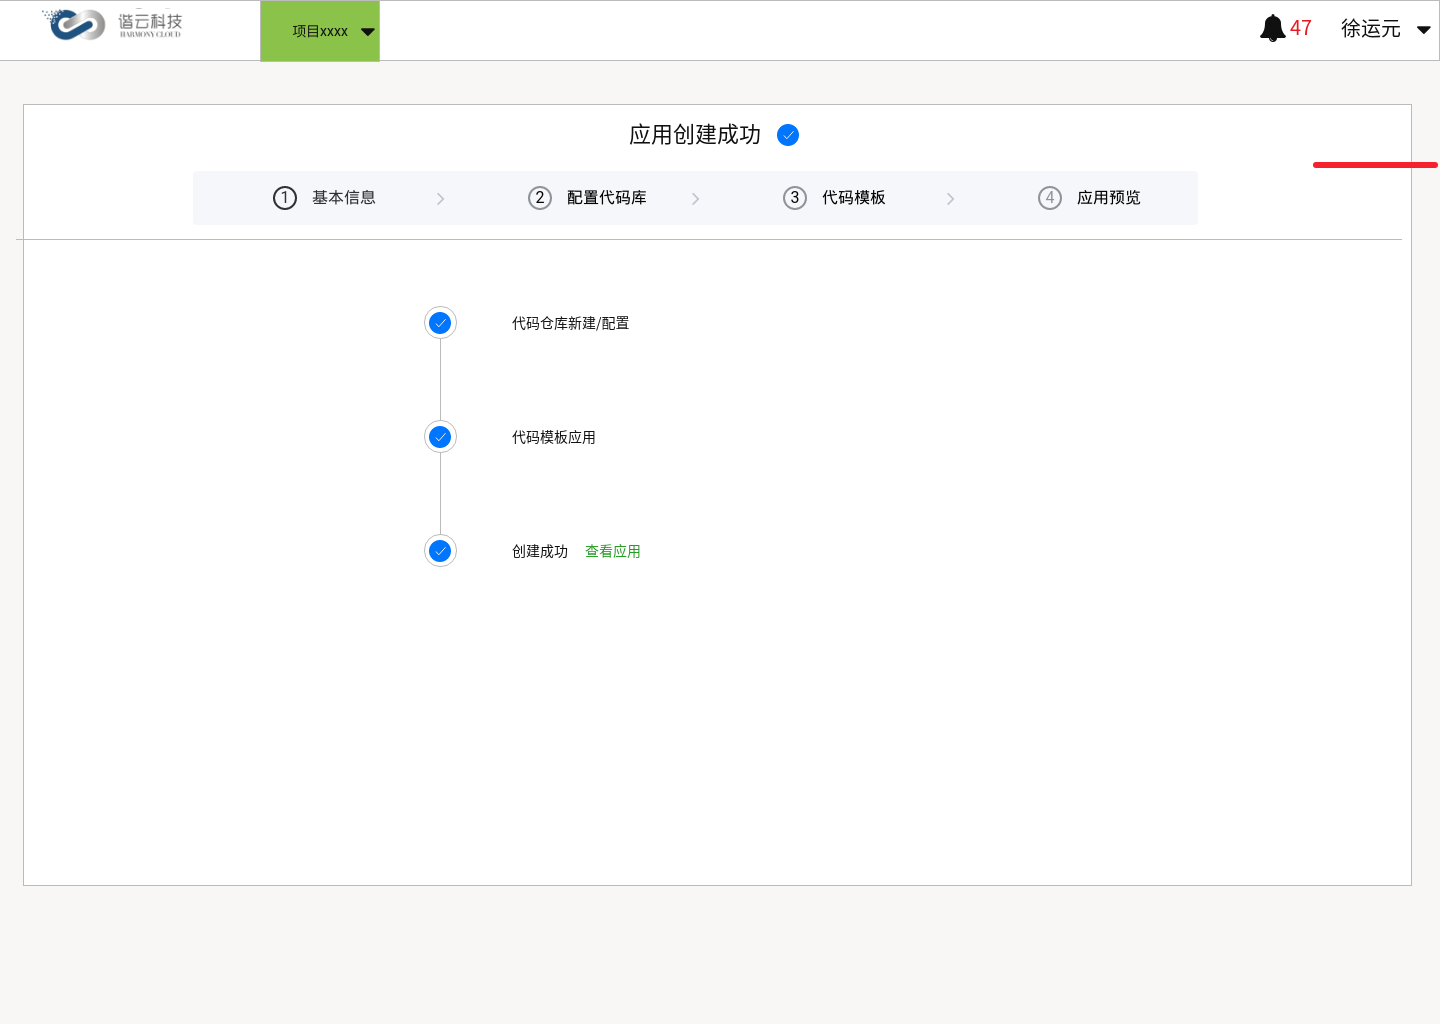 谐云科技
HARMONY CLOUD
项目xxxx
47
徐运元
应用创建成功
1 基本信息
2 配置代码库
3 代码模板
4 应用预览
代码仓库新建/配置
代码模板应用
创建成功 查看应用